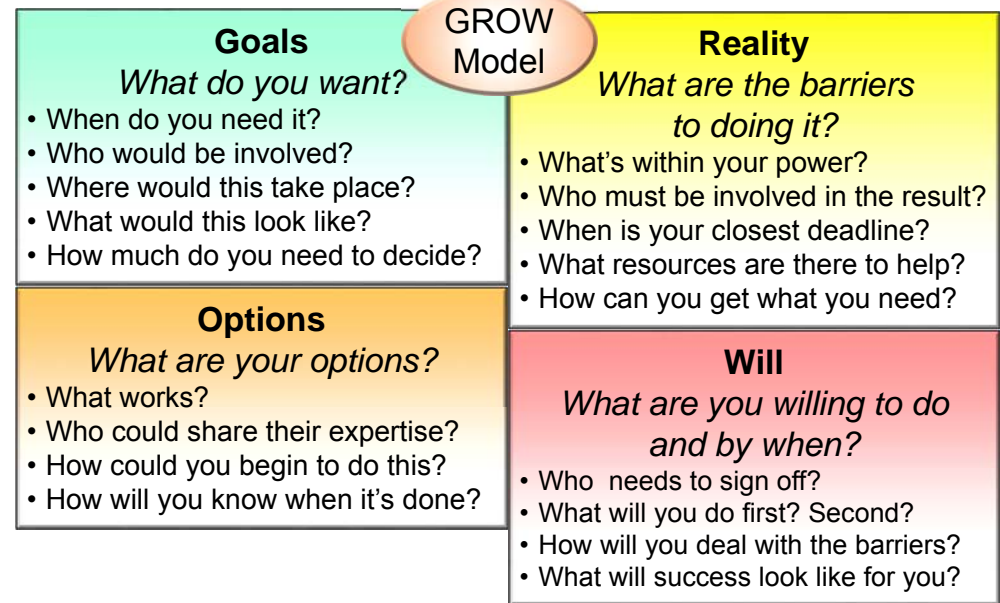 GROW
Model
Goals
What do you want?
• When do you need it?
• Who would be involved?
• Where would this take place?
• What would this look like?
• How much do you need to decide?
Reality
What are the barriers
to doing it?
• What's within your power?
• Who must be involved in the result?
• When is your closest deadline?
• What resources are there to help?
• How can you get what you need?
Options
What are your options?
• What works?
• Who could share their expertise?
• How could you begin to do this?
• How will you know when it's done?
Will
What are you willing to do
and by when?
• Who  needs to sign off?
• What will you do first? Second?
• How will you deal with the barriers?
• What will success look like for you?